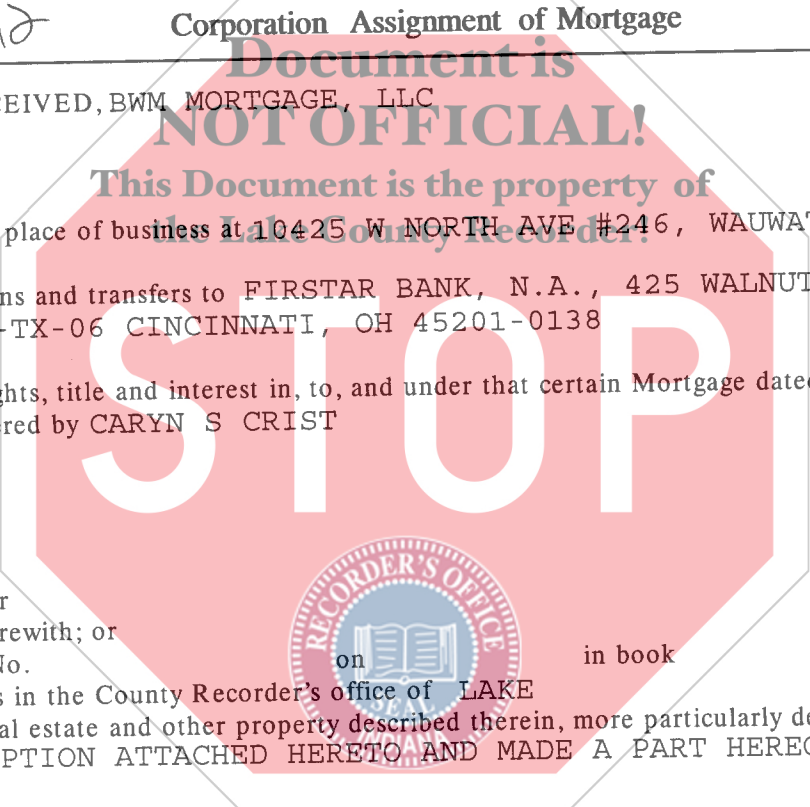 Corporation Assignment of Mortgage
Document is
CEIVED, BWM MORTGAGE, LLC
NOT OFFICIAL!
This Document is the property of
the Lake County Recorder!
place of business at 10425 W NORTH AVE #246, WAUWAT
ns and transfers to FIRSTAR BANK, N.A., 425 WALNUT
-TX-06 CINCINNATI, OH 45201-0138
STOP
ghts, title and interest in, to, and under that certain Mortgage dated
red by CARYN S CRIST
RECORDER'S OFFICE
SEAL
INDIANA
r
rewith; or
No. on in book
s in the County Recorder's office of LAKE
al estate and other property described therein, more particularly de
PTION ATTACHED HERETO AND MADE A PART HEREO